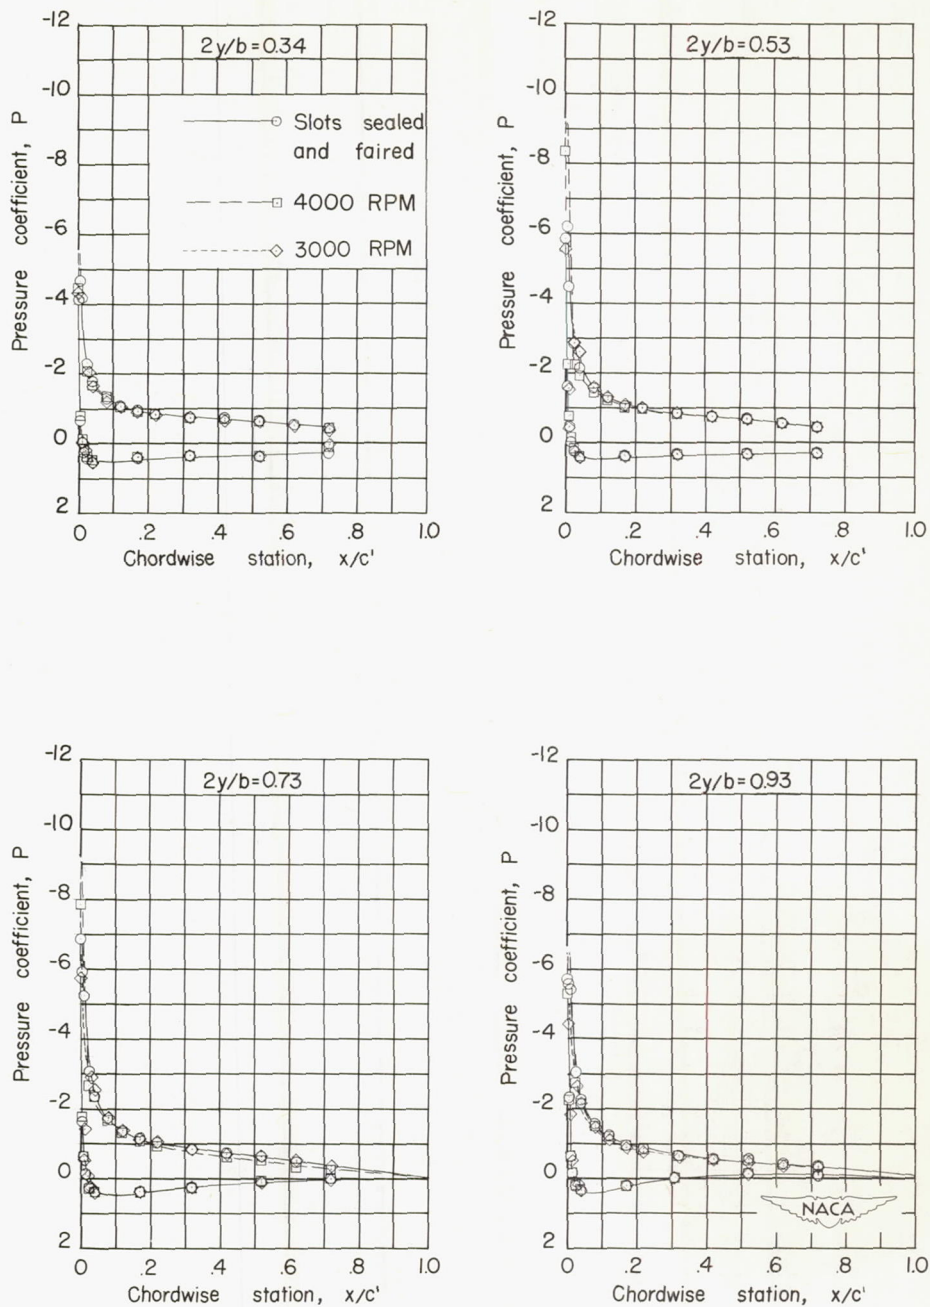 2y/b=0.34
-12
-10
-8
-6
-4
-2
0
2
Pressure coefficient, P
Slots sealed
and faired
4000 RPM
3000 RPM
0 .2 .4 .6 .8 1.0
Chordwise station, x/c'
2y/b=0.53
-12
-10
-8
-6
-4
-2
0
2
Pressure coefficient, P
0 .2 .4 .6 .8 1.0
Chordwise station, x/c'
2y/b=0.73
-12
-10
-8
-6
-4
-2
0
2
Pressure coefficient, P
0 .2 .4 .6 .8 1.0
Chordwise station, x/c'
2y/b=0.93
-12
-10
-8
-6
-4
-2
0
2
Pressure coefficient, P
NACA
0 .2 .4 .6 .8 1.0
Chordwise station, x/c'